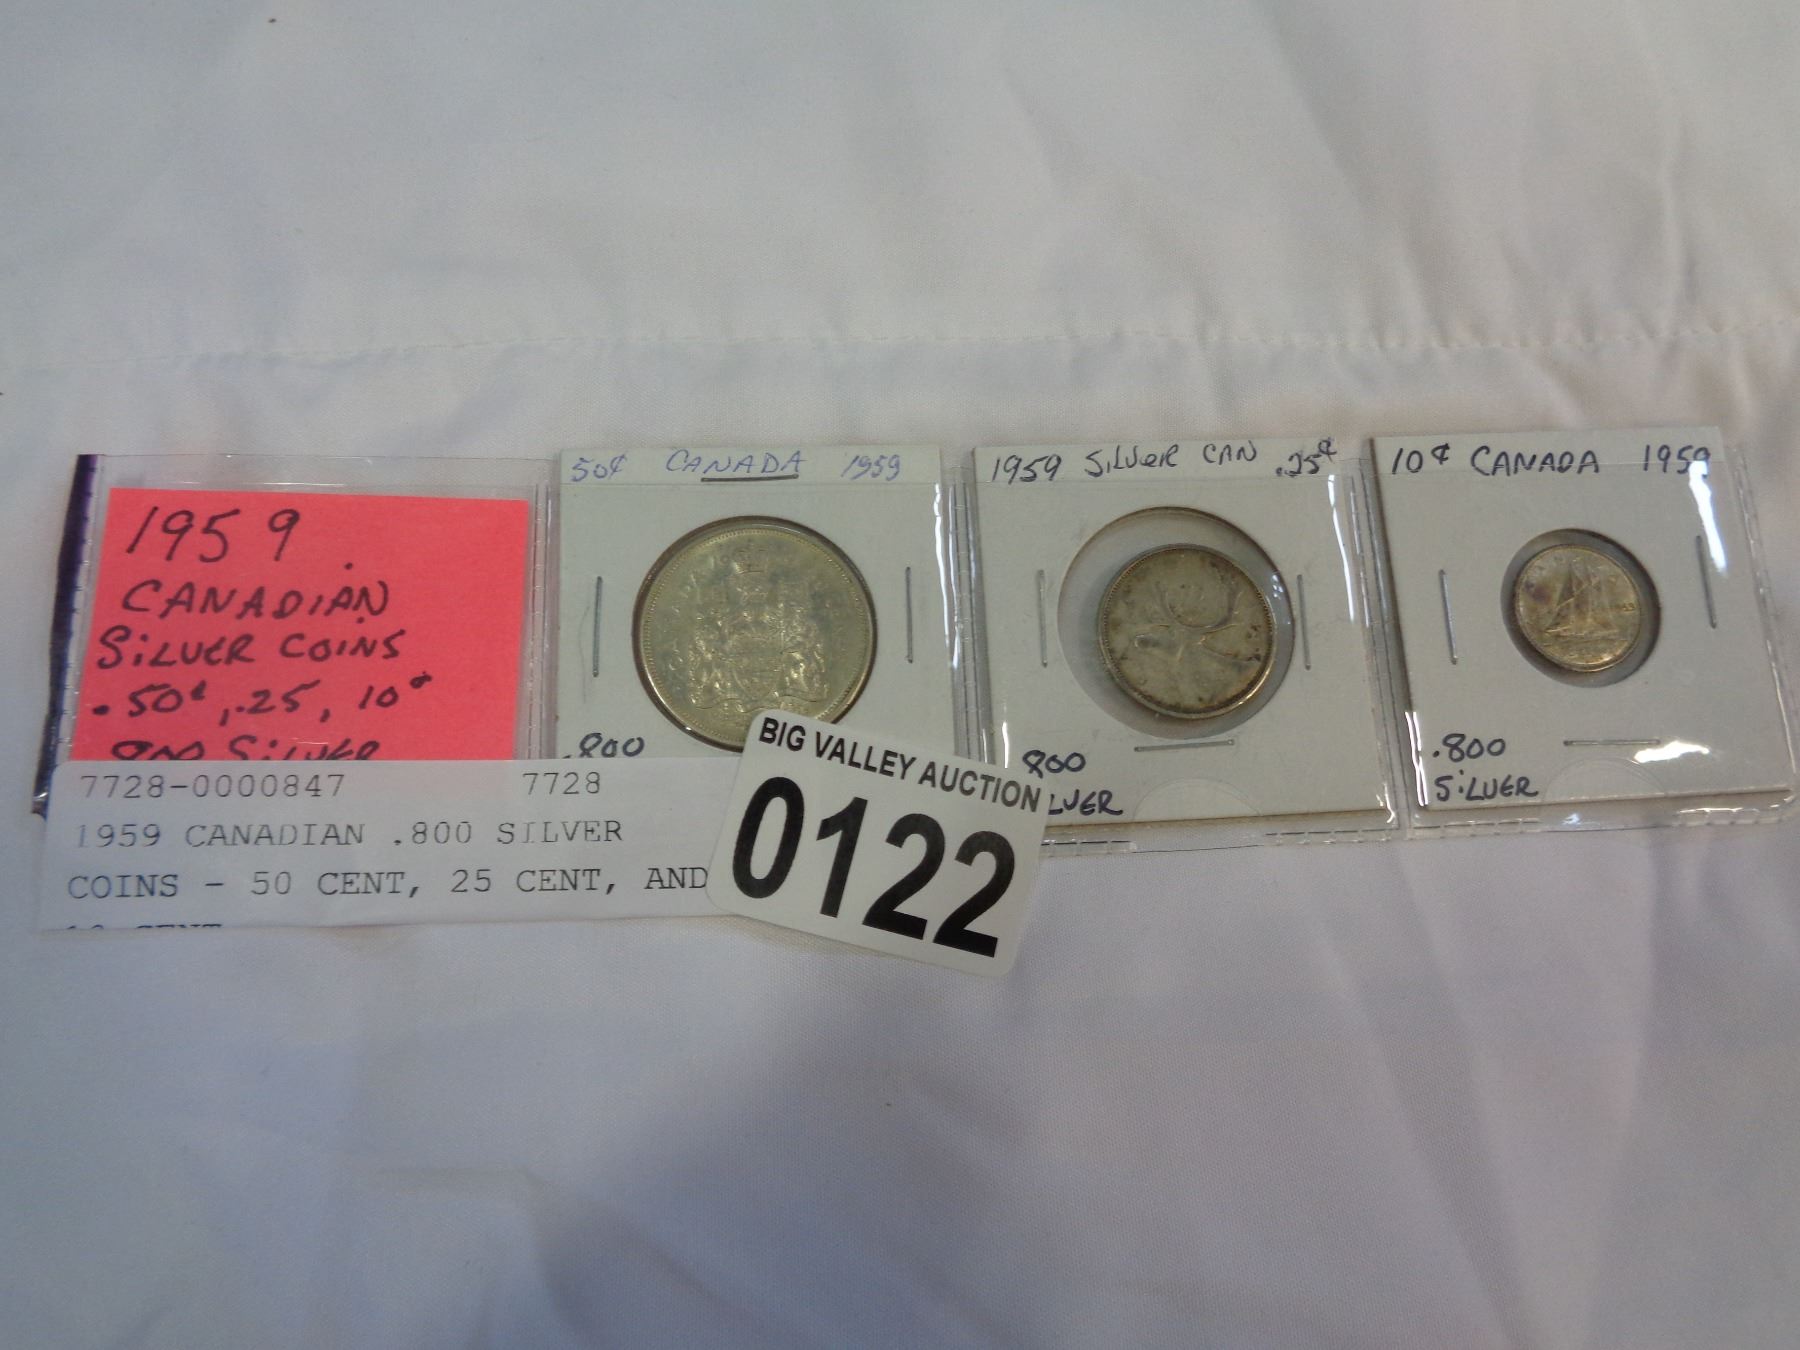 1959
CANADIAN
SILVER COINS
.50¢, .25, 10¢
SILVER
50¢ CANADA 1959
.800
1959 SILVER CAN .25¢
800
LVER
10¢ CANADA 1959
.800
SILVER
7728-0000847 7728
1959 CANADIAN .800 SILVER
COINS - 50 CENT, 25 CENT, AND
BIG VALLEY AUCTION
0122